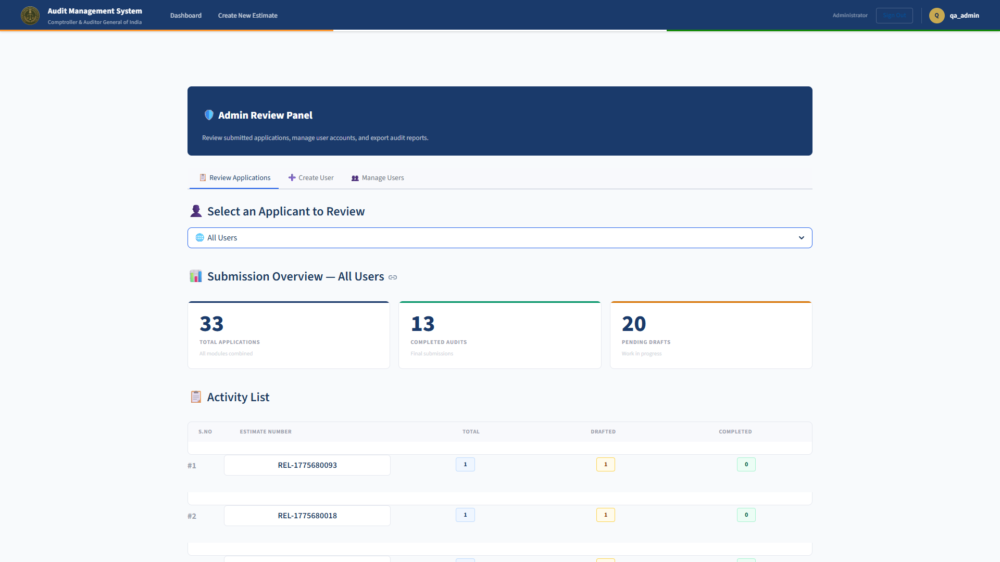 Audit Management System
Comptroller & Auditor General of India
Dashboard
Create New Estimate
Administrator
Sign Out
Q
qa_admin
Admin Review Panel
Review submitted applications, manage user accounts, and export audit reports.
Review Applications
Create User
Manage Users
Select an Applicant to Review
All Users
Submission Overview — All Users
33
TOTAL APPLICATIONS
All modules combined
13
COMPLETED AUDITS
Final submissions
20
PENDING DRAFTS
Work in progress
Activity List
S.NO ESTIMATE NUMBER TOTAL DRAFTED COMPLETED
#1 REL-1775680093 1 1 0
#2 REL-1775680018 1 1 0